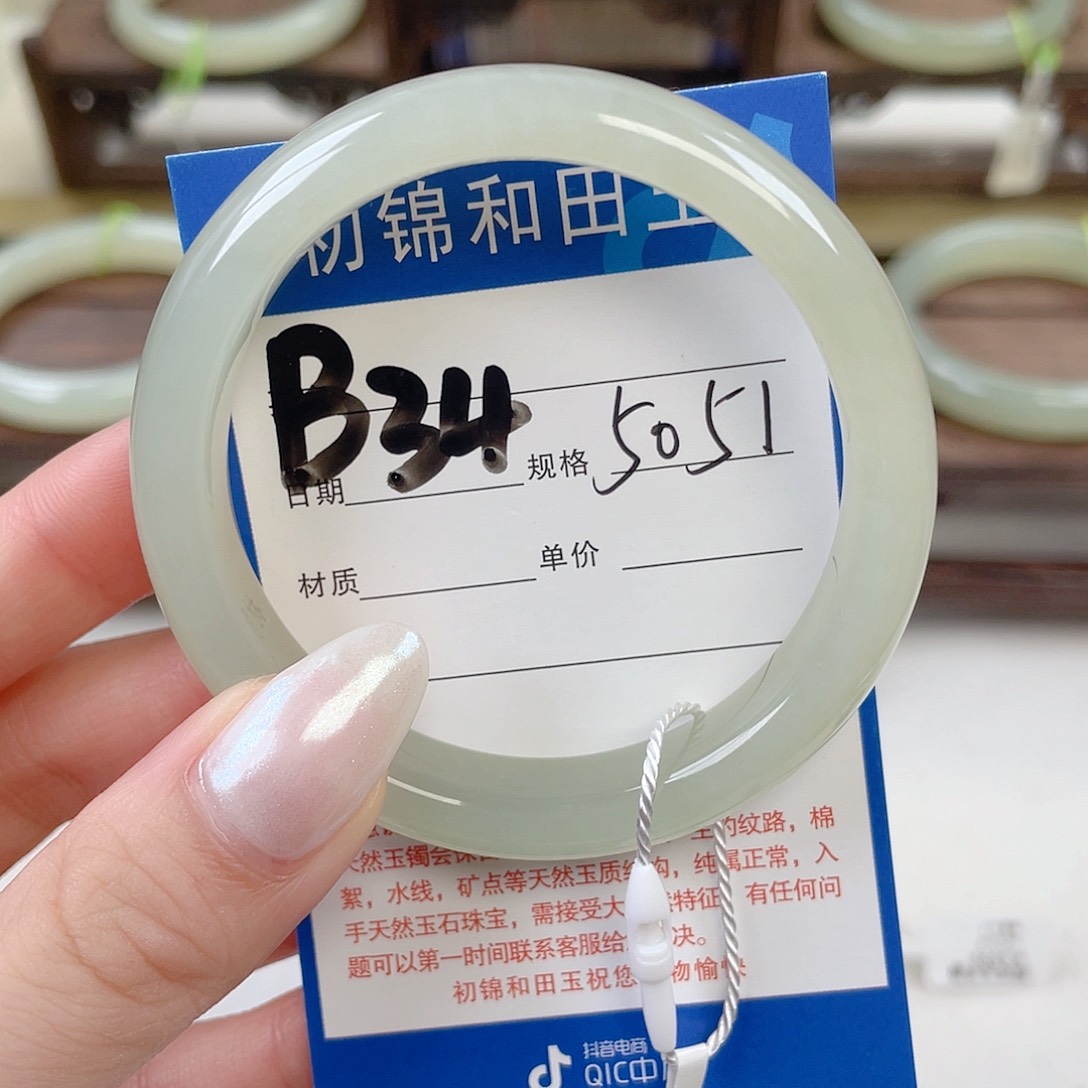 初锦和田玉
B34
日期 规格 5051
材质 单价
天然玉镯会 的纹路，棉
絮，水线，矿点等天然玉质结构，纯属正常，入
手天然玉石珠宝，需接受大 特征 有任何问
题可以第一时间联系客服给 决。
初锦和田玉祝您 物愉快
抖音电商
QIC中